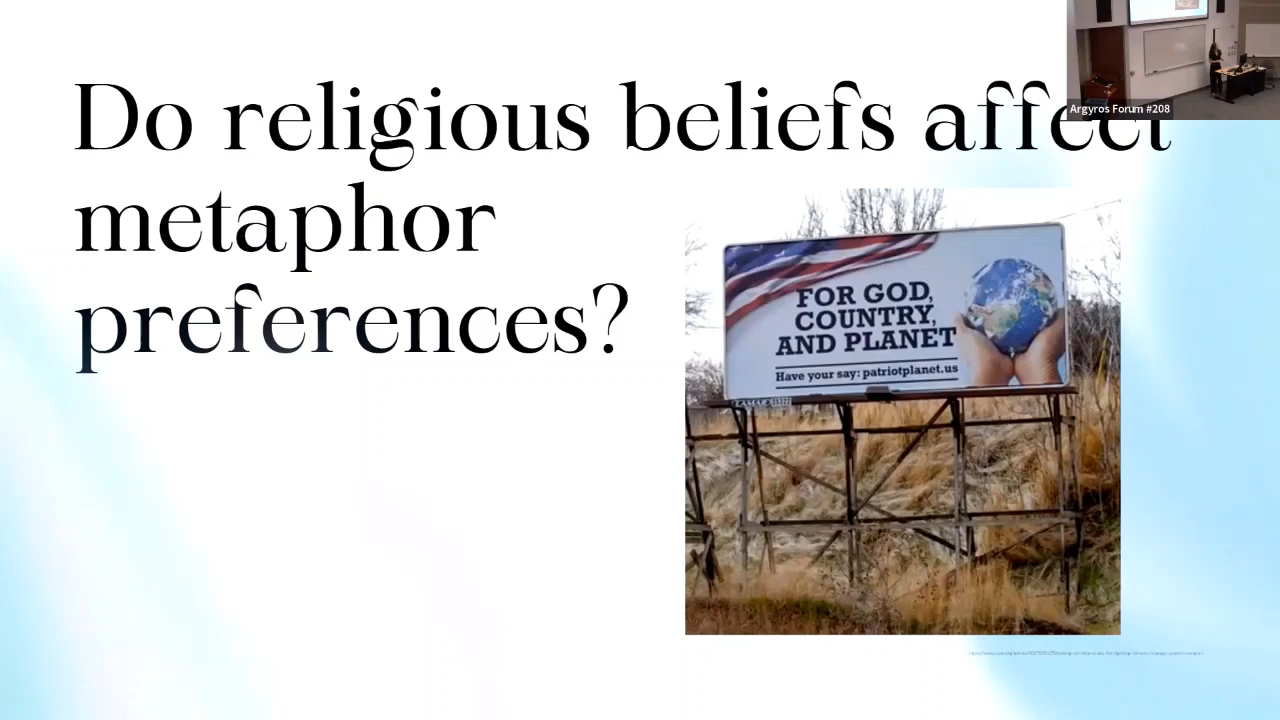 Do religious beliefs affect
metaphor
preferences?
Argyros Forum #208
FOR GOD,
COUNTRY,
AND PLANET
Have your say: patriotplanet.us
LAMAR